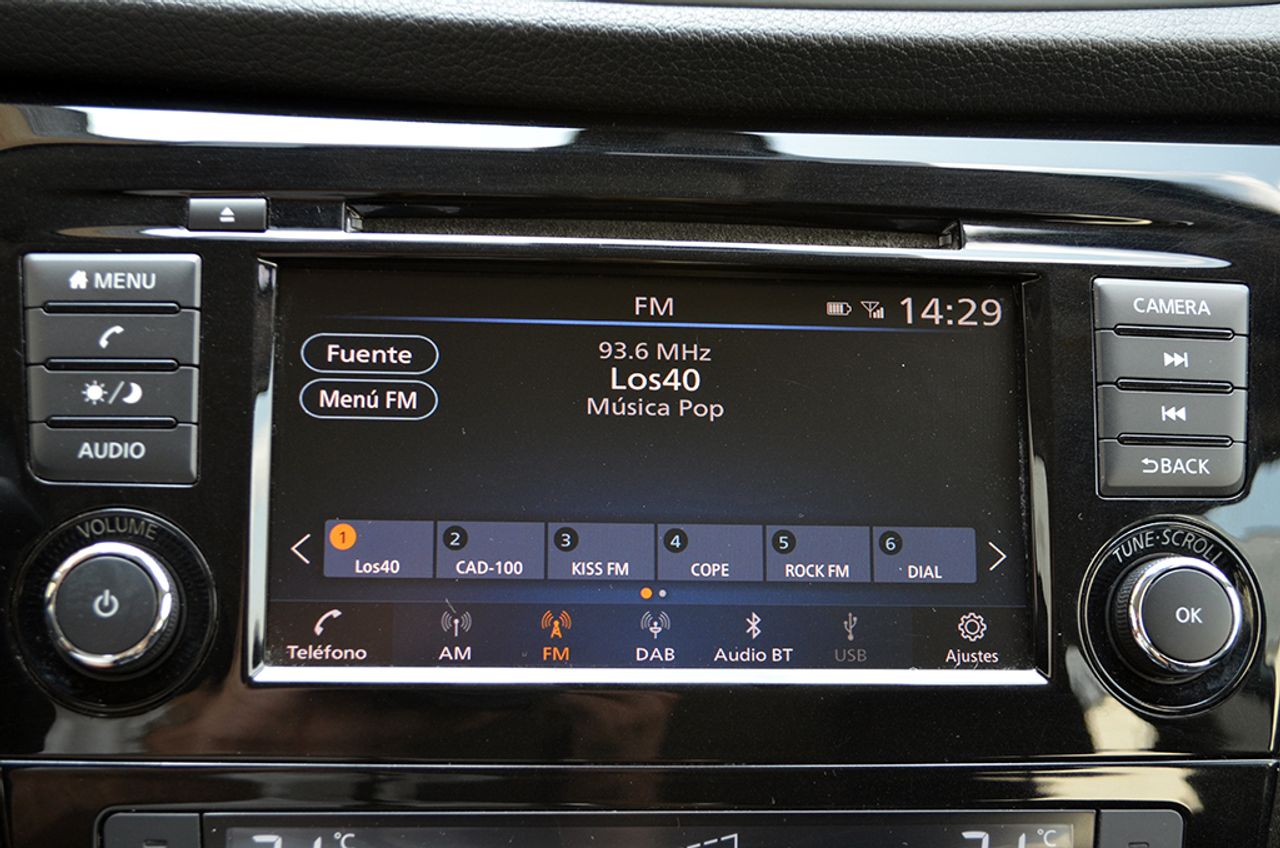 MENU
AUDIO
VOLUME
FM
14:29
Fuente
Menú FM
93.6 MHz
Los40
Música Pop
1 Los40
2 CAD-100
3 KISS FM
4 COPE
5 ROCK FM
6 DIAL
Teléfono
AM
FM
DAB
Audio BT
USB
Ajustes
CAMERA
BACK
TUNE·SCROLL
OK
°C
°C